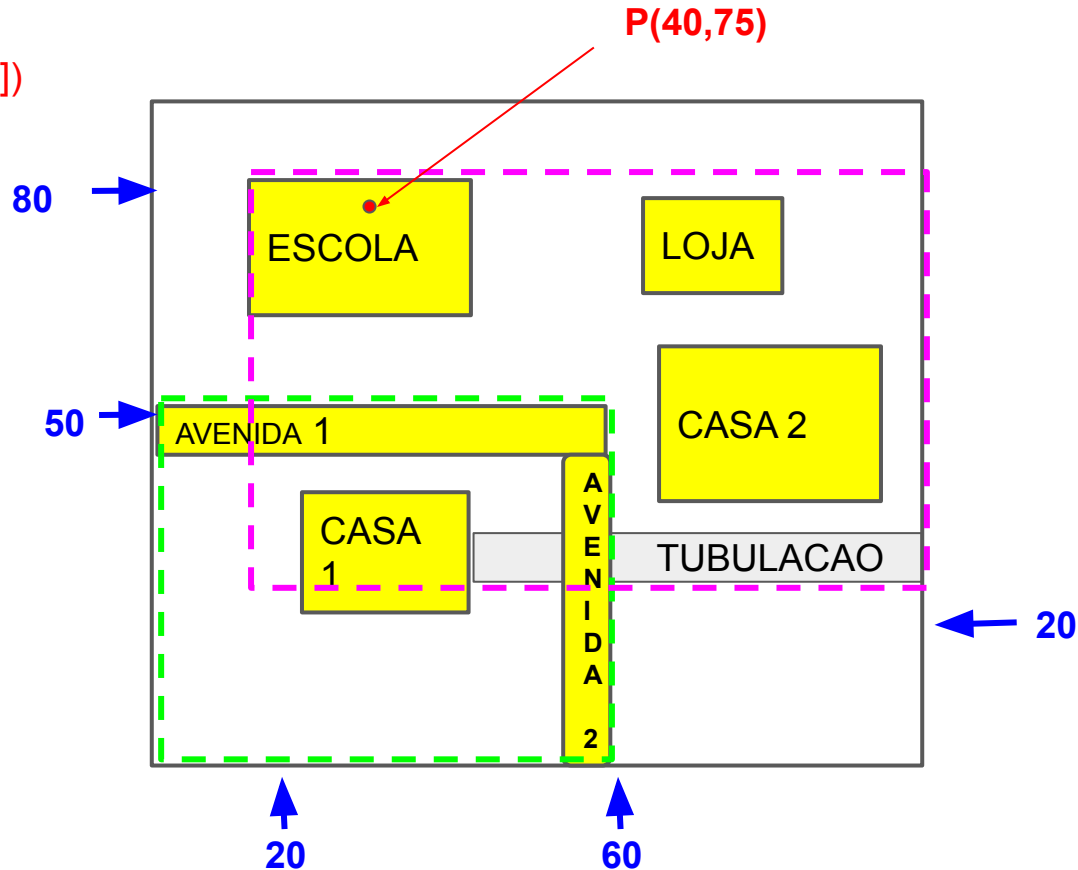 P(40,75)
])
80
ESCOLA
LOJA
50
AVENIDA 1
CASA 2
CASA
1
A
V
E
N
I
D
A
2
TUBULACAO
20
20
60